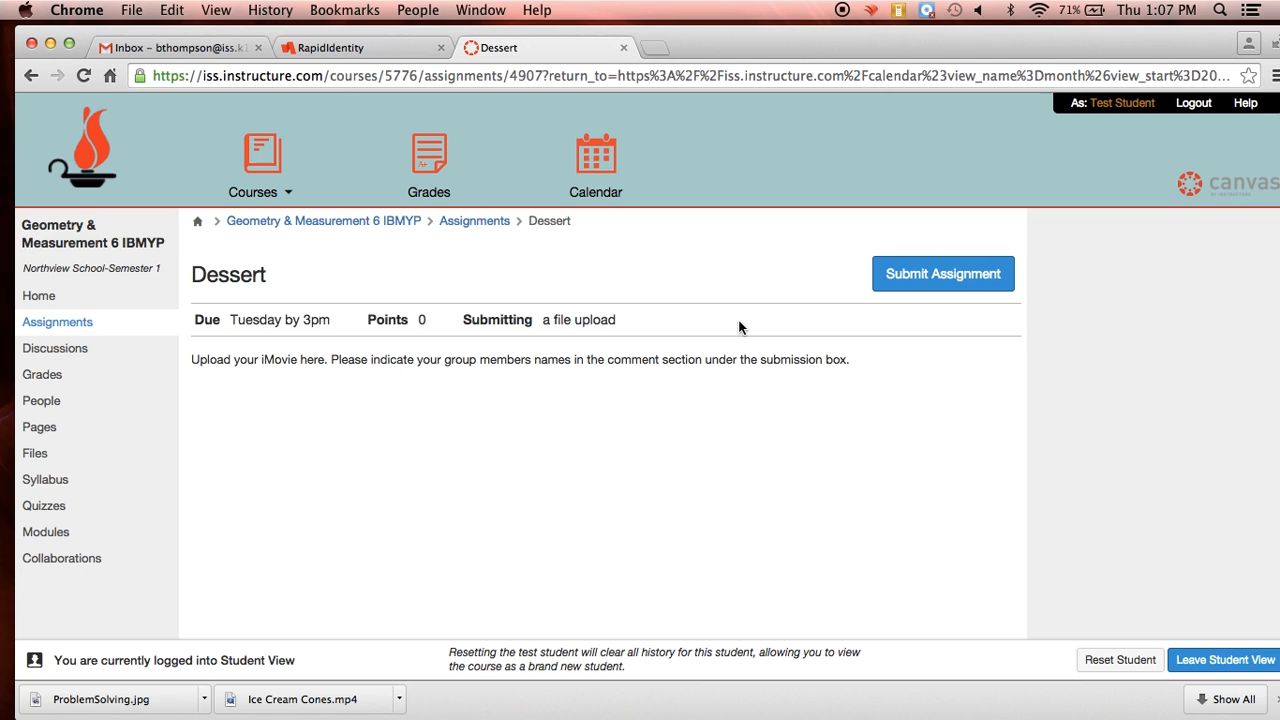 Chrome File Edit View History Bookmarks People Window Help 71% Thu 1:07 PM
Inbox – bthompson@iss.k1 RapidIdentity Dessert
https://iss.instructure.com/courses/5776/assignments/4907?return_to=https%3A%2F%2Fiss.instructure.com%2Fcalendar%23view_name%3Dmonth%26view_start%3D20...
As: Test Student Logout Help
Courses Grades Calendar
canvas
Geometry & Measurement 6 IBMYP > Assignments > Dessert
Geometry &
Measurement 6 IBMYP
Northview School-Semester 1
Home
Assignments
Discussions
Grades
People
Pages
Files
Syllabus
Quizzes
Modules
Collaborations
Dessert Submit Assignment
Due Tuesday by 3pm Points 0 Submitting a file upload
Upload your iMovie here. Please indicate your group members names in the comment section under the submission box.
You are currently logged into Student View
Resetting the test student will clear all history for this student, allowing you to view
the course as a brand new student.
Reset Student Leave Student View
ProblemSolving.jpg Ice Cream Cones.mp4 Show All